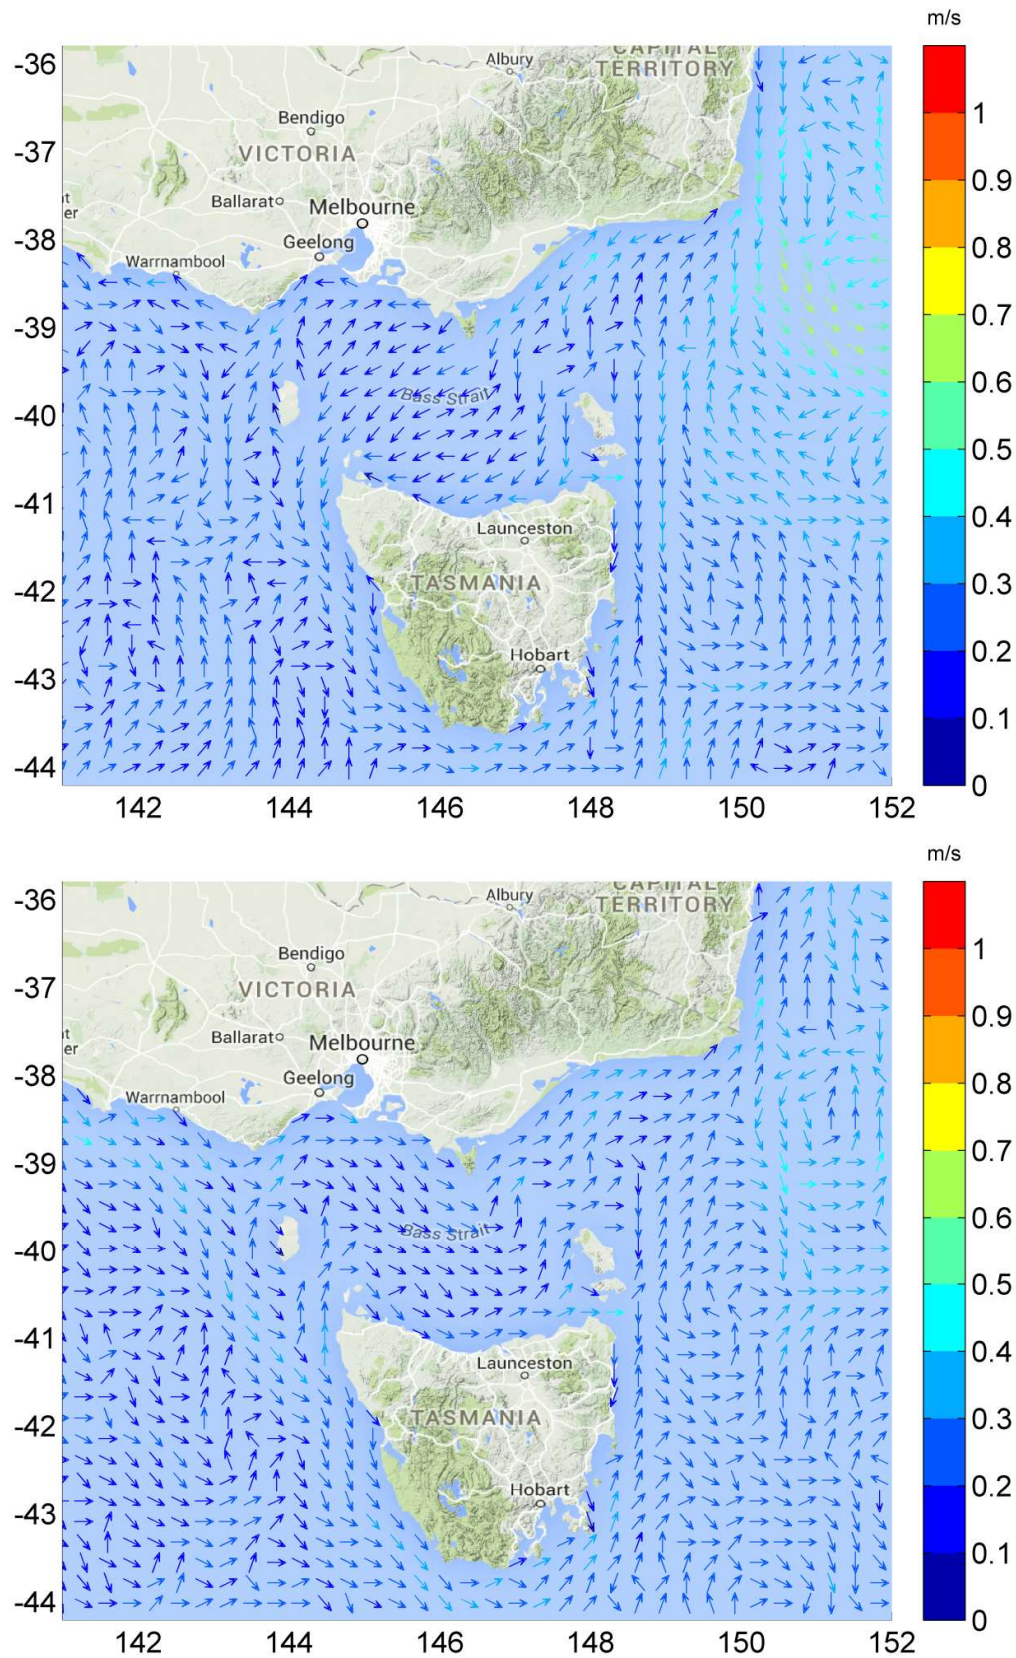 m/s
-36
-37
-38
-39
-40
-41
-42
-43
-44
Albury
CAPITAL
TERRITORY
Bendigo
VICTORIA
Ballarat
Melbourne
er
Geelong
Warrnambool
Bass Strait
Launceston
TASMANIA
Hobart
1
0.9
0.8
0.7
0.6
0.5
0.4
0.3
0.2
0.1
0
142 144 146 148 150 152
m/s
-36
-37
-38
-39
-40
-41
-42
-43
-44
Albury
CAPITAL
TERRITORY
Bendigo
VICTORIA
Ballarat
Melbourne
er
Geelong
Warrnambool
Bass Strait
Launceston
TASMANIA
Hobart
1
0.9
0.8
0.7
0.6
0.5
0.4
0.3
0.2
0.1
0
142 144 146 148 150 152